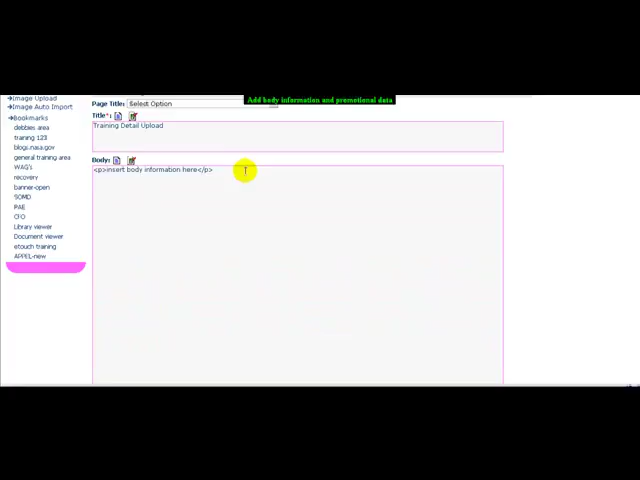 Image Upload
Image Auto Import
Bookmarks
debbies area
training 123
blogs.nasa.gov
general training area
WAG's
recovery
banner-open
SOMD
PAE
CFO
Library viewer
Document viewer
etouch training
APPEL-new
Add body information and promotional data
Page Title: Select Option
Title*:
Training Detail Upload
Body:
<p>insert body information here</p>